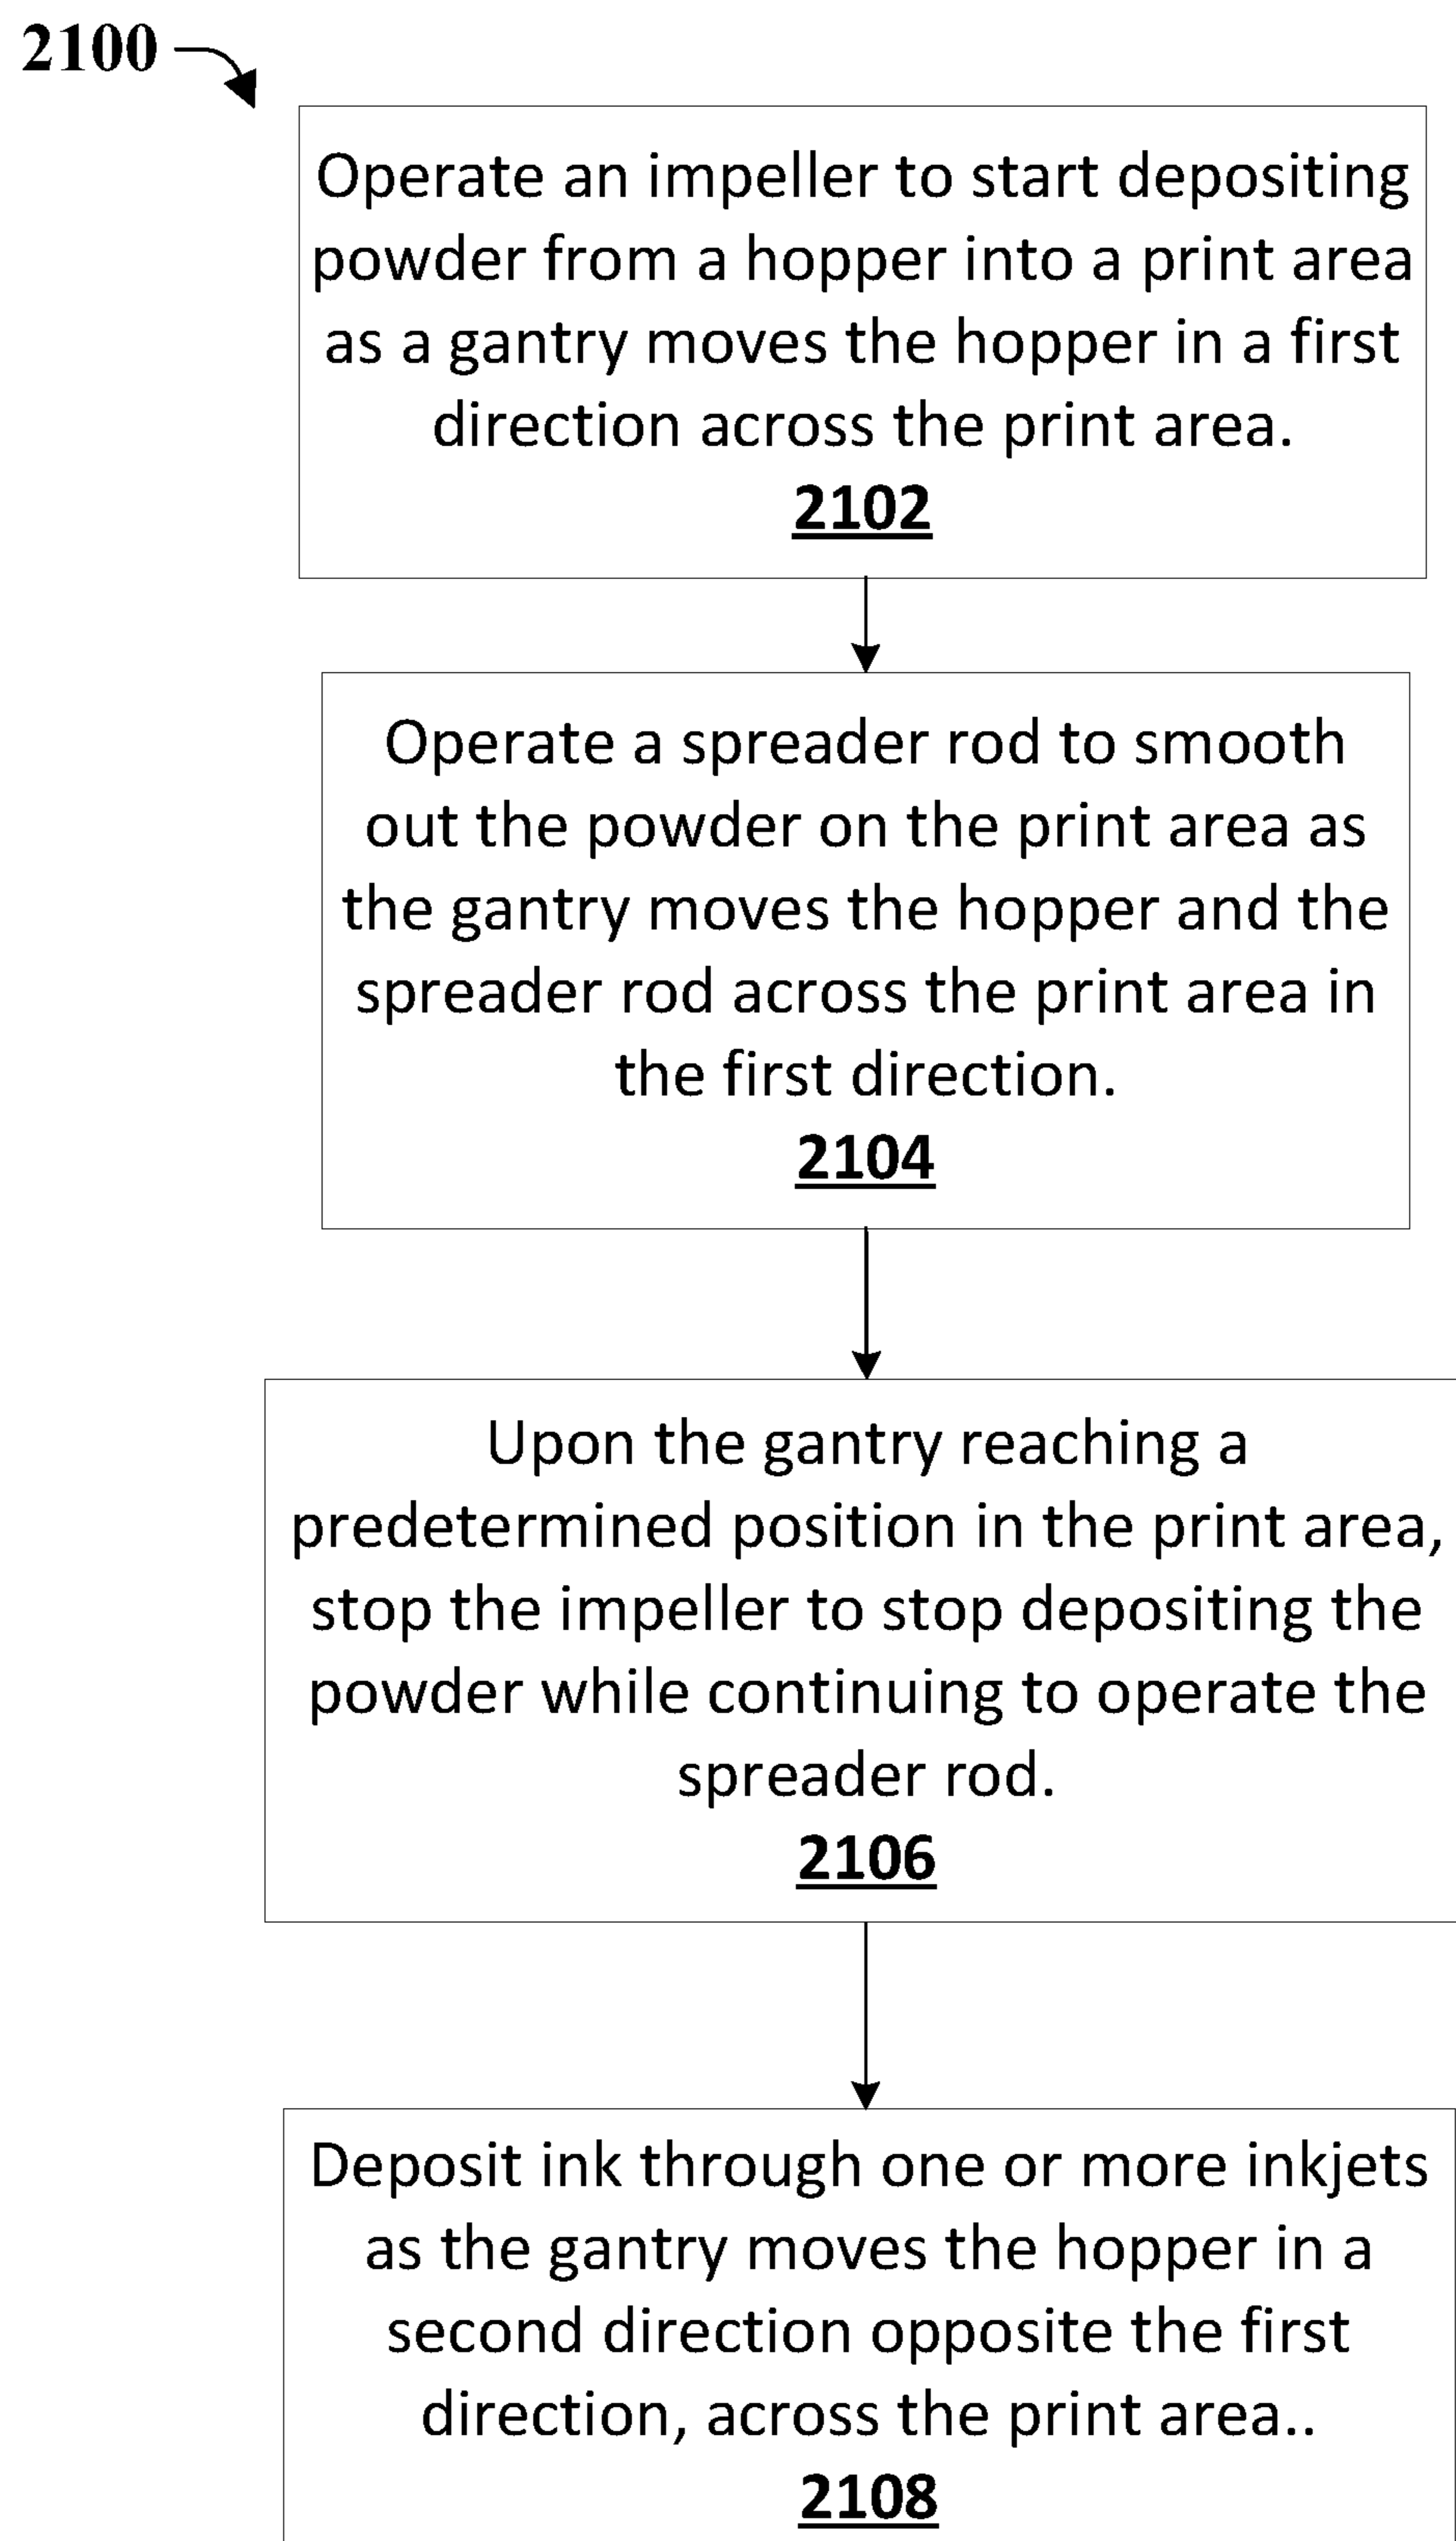 2100
Operate an impeller to start depositing
powder from a hopper into a print area
as a gantry moves the hopper in a first
direction across the print area.
2102
Operate a spreader rod to smooth
out the powder on the print area as
the gantry moves the hopper and the
spreader rod across the print area in
the first direction.
2104
Upon the gantry reaching a
predetermined position in the print area,
stop the impeller to stop depositing the
powder while continuing to operate the
spreader rod.
2106
Deposit ink through one or more inkjets
as the gantry moves the hopper in a
second direction opposite the first
direction, across the print area..
2108